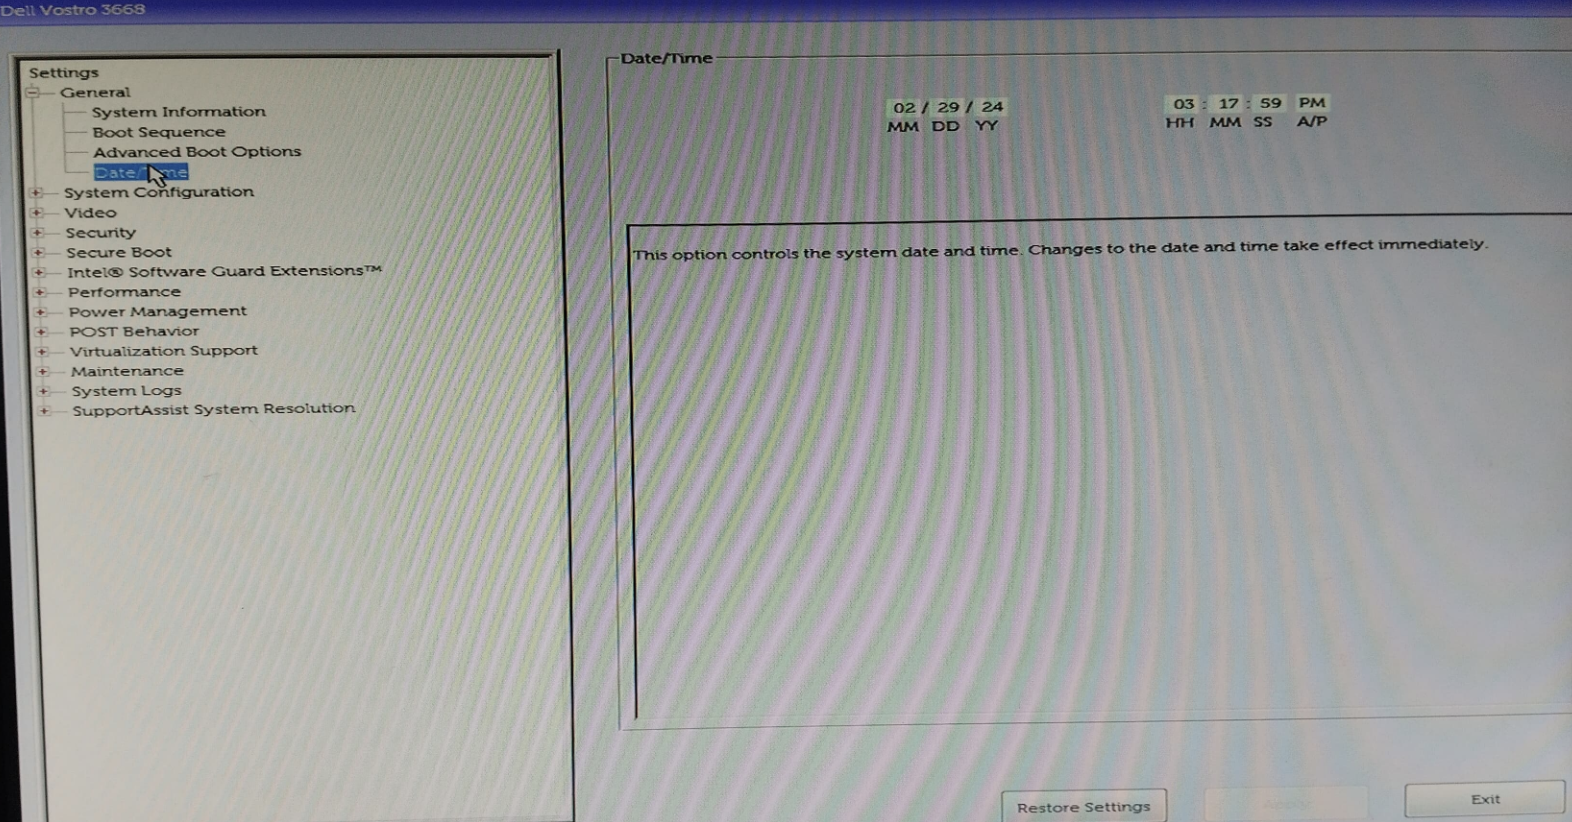 Dell Vostro 3668
Settings
General
System Information
Boot Sequence
Advanced Boot Options
Date/Time
System Configuration
Video
Security
Secure Boot
Intel® Software Guard Extensions™
Performance
Power Management
POST Behavior
Virtualization Support
Maintenance
System Logs
SupportAssist System Resolution
Date/Time
02 / 29 / 24
MM DD YY
03 : 17 : 59 PM
HH MM SS A/P
This option controls the system date and time. Changes to the date and time take effect immediately.
Restore Settings
Exit